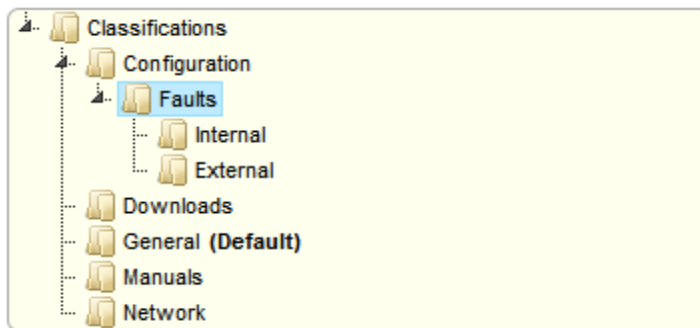 Classifications
Configuration
Faults
Internal
External
Downloads
General (Default)
Manuals
Network